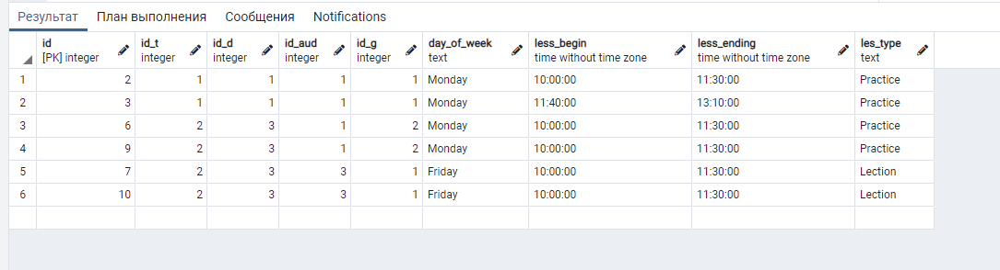 Результат План выполнения Сообщения Notifications
id id_t id_d id_aud id_g day_of_week less_begin less_ending les_type
[PK] integer integer integer integer integer text time without time zone time without time zone text
1 2 1 1 1 1 Monday 10:00:00 11:30:00 Practice
2 3 1 1 1 1 Monday 11:40:00 13:10:00 Practice
3 6 2 3 1 2 Monday 10:00:00 11:30:00 Practice
4 9 2 3 1 2 Monday 10:00:00 11:30:00 Practice
5 7 2 3 3 1 Friday 10:00:00 11:30:00 Lection
6 10 2 3 3 1 Friday 10:00:00 11:30:00 Lection